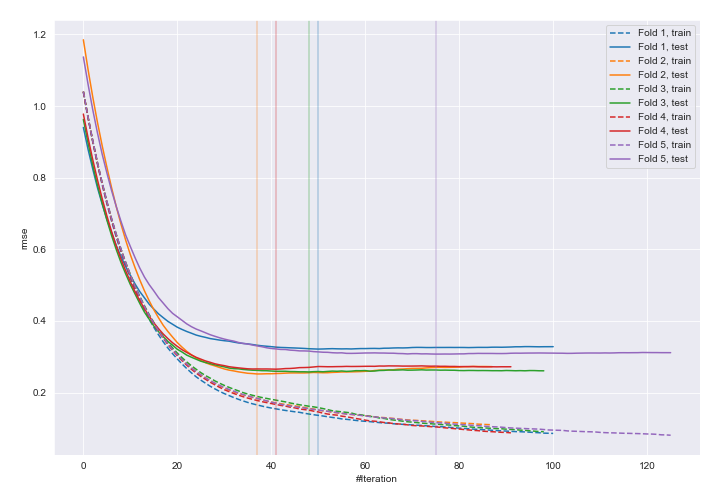 1.2
1.0
0.8
0.6
0.4
0.2
rmse
0
20
40
60
80
100
120
#Iteration
Fold 1, train
Fold 1, test
Fold 2, train
Fold 2, test
Fold 3, train
Fold 3, test
Fold 4, train
Fold 4, test
Fold 5, train
Fold 5, test